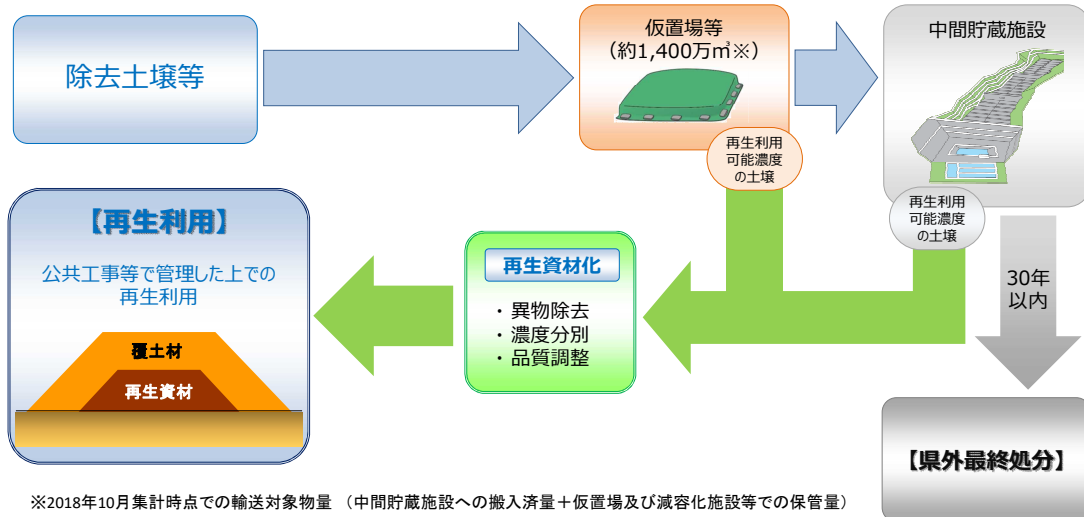 除去土壌等
仮置場等
（約1,400万㎥※）
中間貯蔵施設
再生利用
可能濃度
の土壌
再生利用
可能濃度
の土壌
【再生利用】
公共工事等で管理した上での
再生利用
覆土材
再生資材
再生資材化
・異物除去
・濃度分別
・品質調整
30年
以内
【県外最終処分】
※2018年10月集計時点での輸送対象物量 （中間貯蔵施設への搬入済量＋仮置場及び減容化施設等での保管量）